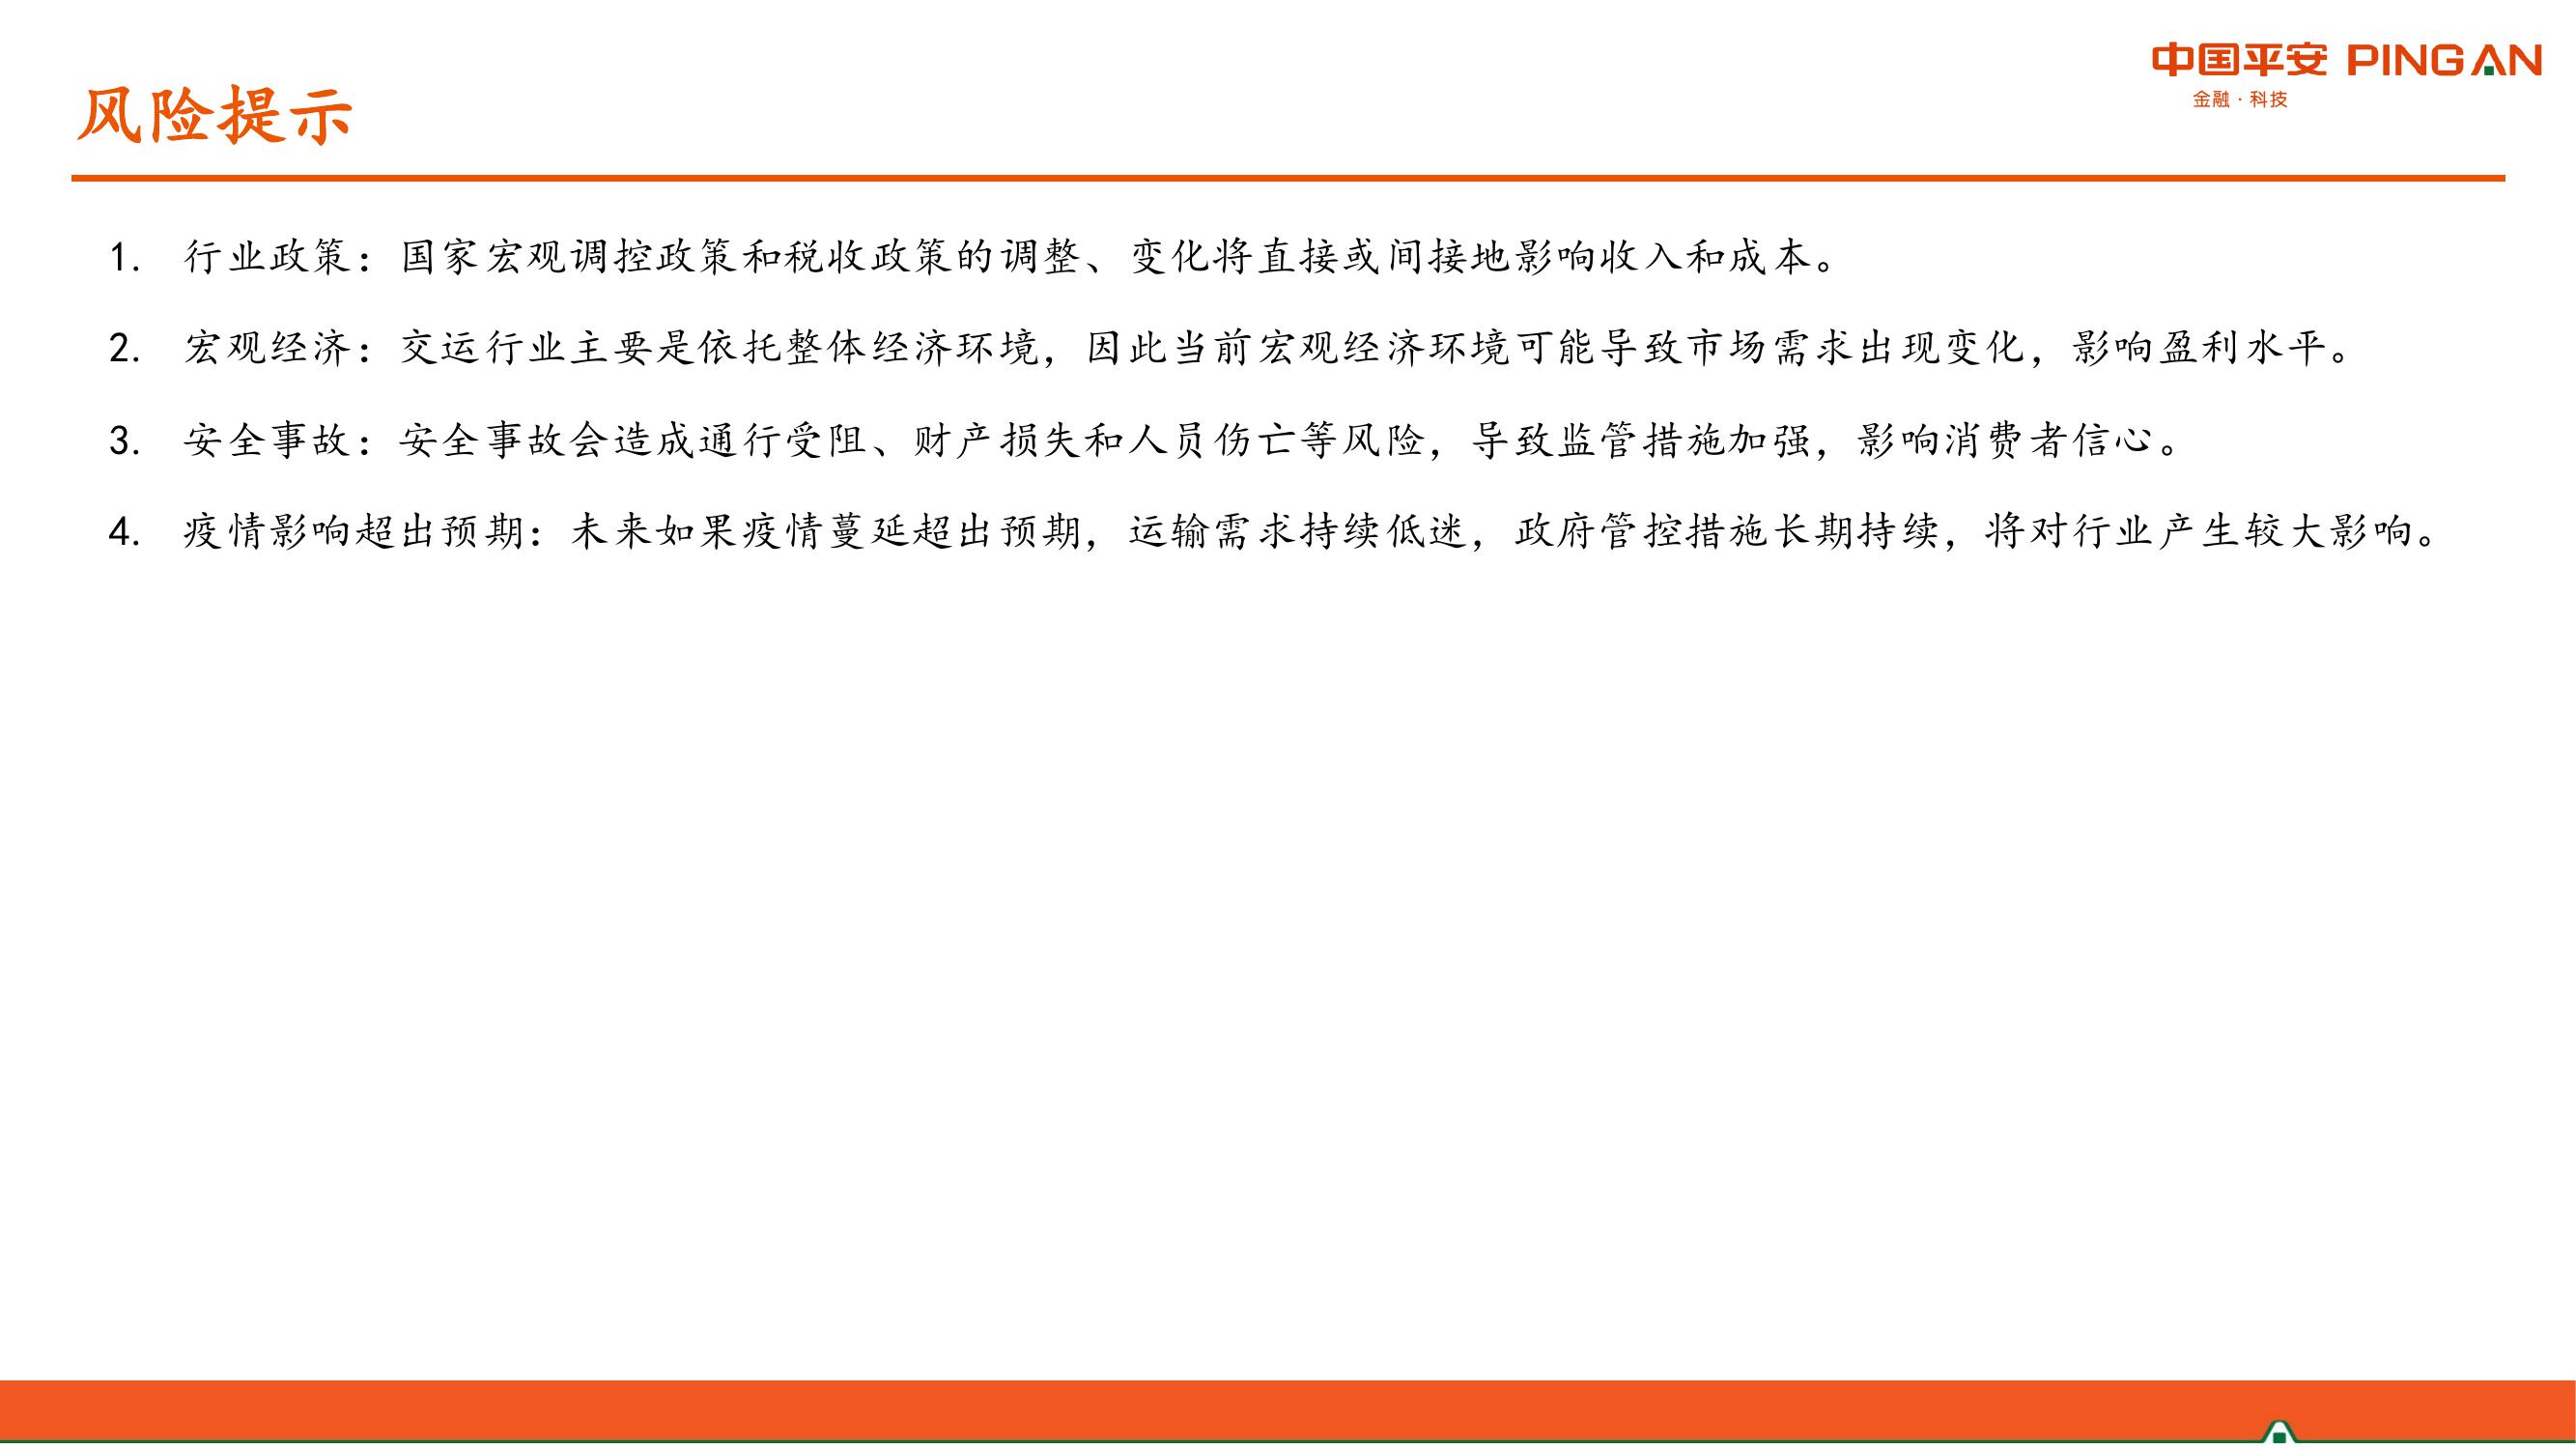 中国平安 PING AN
金融·科技
风险提示
1. 行业政策：国家宏观调控政策和税收政策的调整、变化将直接或间接地影响收入和成本。
2. 宏观经济：交运行业主要是依托整体经济环境，因此当前宏观经济环境可能导致市场需求出现变化，影响盈利水平。
3. 安全事故：安全事故会造成通行受阻、财产损失和人员伤亡等风险，导致监管措施加强，影响消费者信心。
4. 疫情影响超出预期：未来如果疫情蔓延超出预期，运输需求持续低迷，政府管控措施长期持续，将对行业产生较大影响。